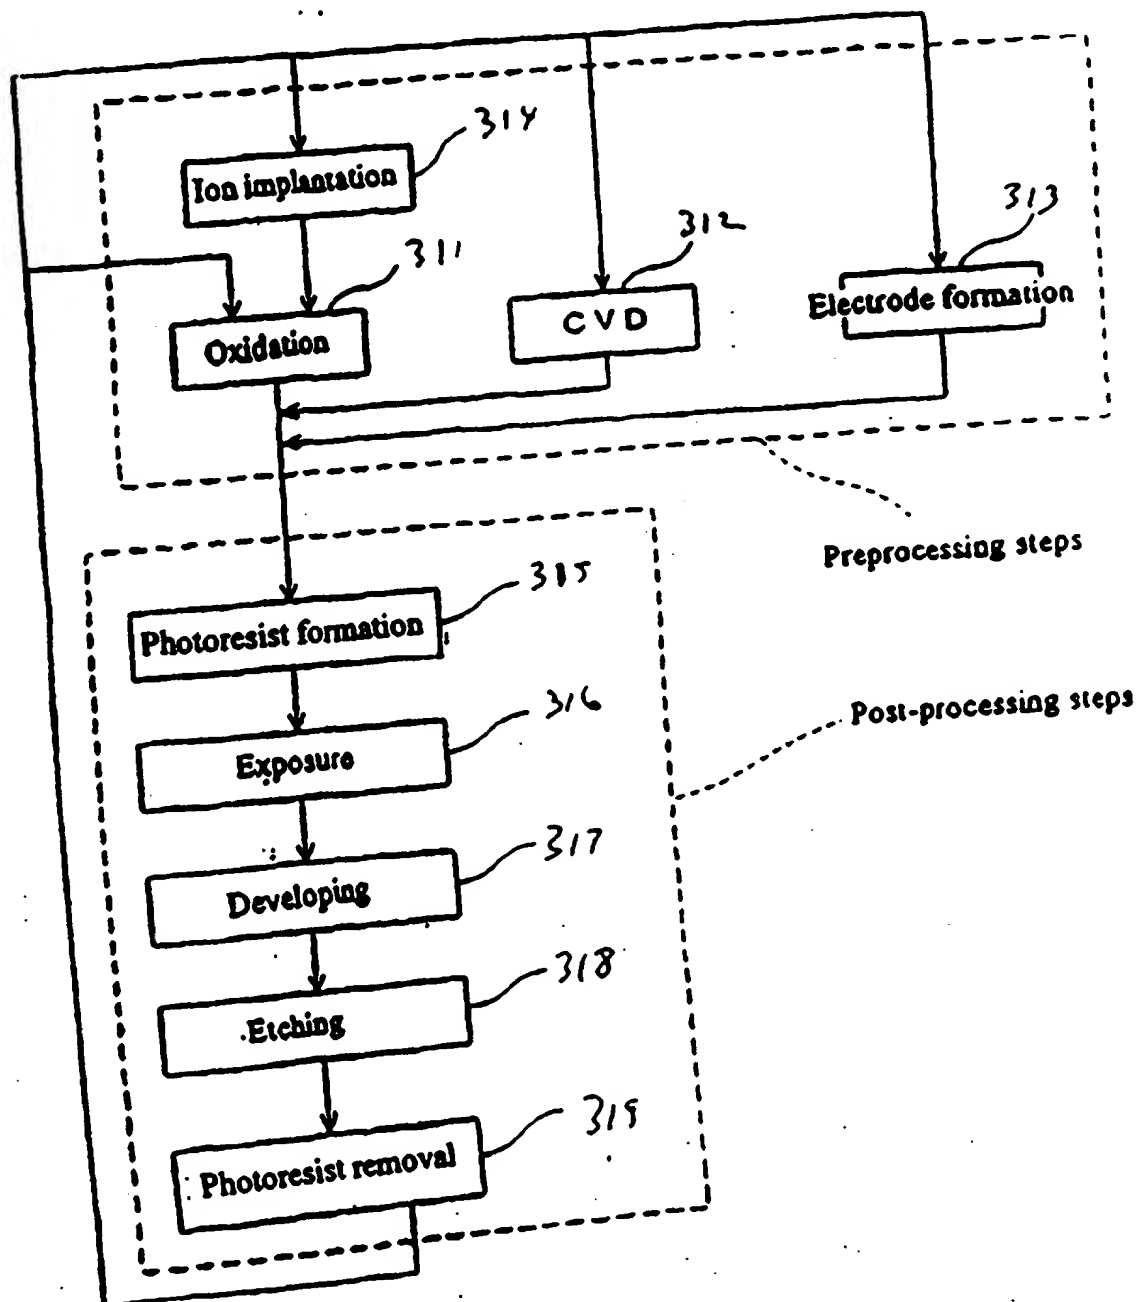 314
Ion implantation
313
312
311
Electrode formation
CVD
Oxidation
Preprocessing steps
315
Photoresist formation
316
Post-processing steps
Exposure
317
Developing
318
Etching
319
Photoresist removal